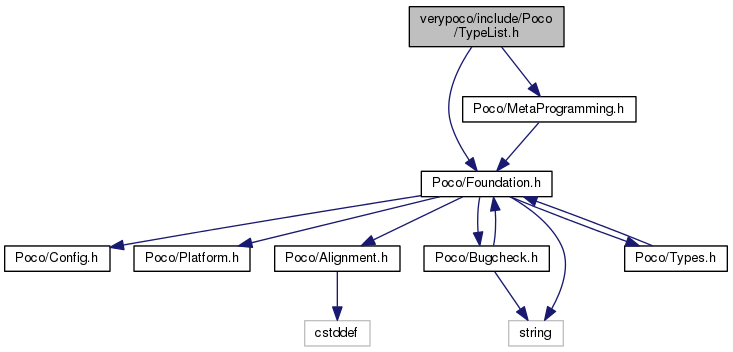 verypoco/include/Poco
/TypeList.h
Poco/MetaProgramming.h
Poco/Foundation.h
Poco/Config.h
Poco/Platform.h
Poco/Alignment.h
Poco/Bugcheck.h
Poco/Types.h
cstddef
string